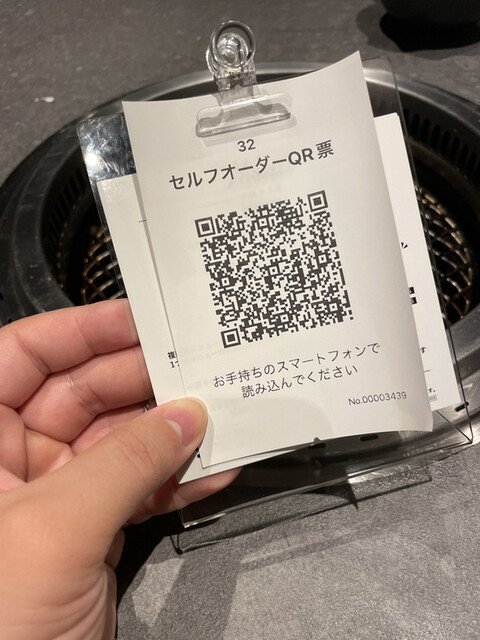 32
セルフオーダーQR票
お手持ちのスマートフォンで
読み込んでください
No.00003439